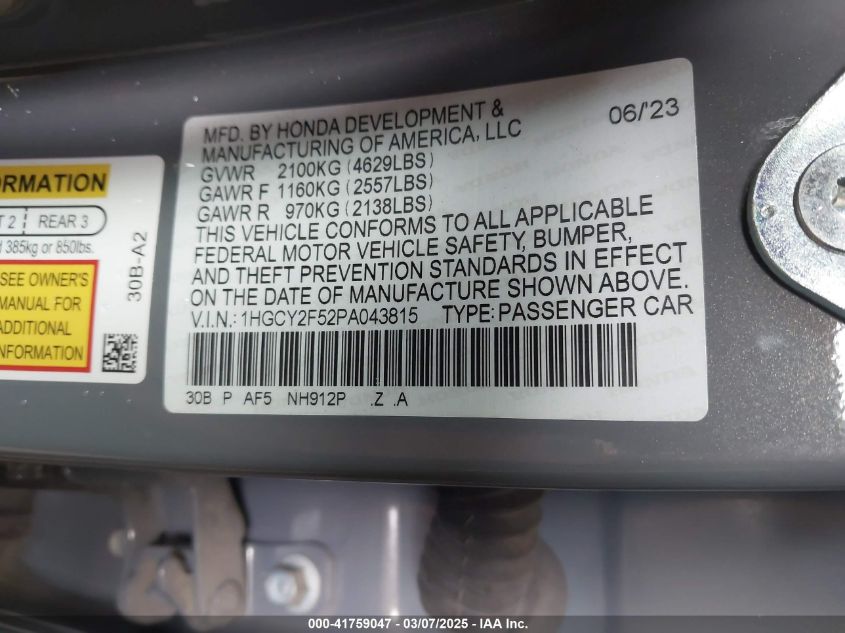 ORMATION
2 REAR 3
385kg or 850lbs.
SEE OWNER'S
MANUAL FOR
ADDITIONAL
NFORMATION
30B-A2
MFD. BY HONDA DEVELOPMENT & 06/'23
MANUFACTURING OF AMERICA, LLC
GVWR 2100KG (4629LBS)
GAWR F 1160KG (2557LBS)
GAWR R 970KG (2138LBS)
THIS VEHICLE CONFORMS TO ALL APPLICABLE
FEDERAL MOTOR VEHICLE SAFETY, BUMPER,
AND THEFT PREVENTION STANDARDS IN EFFECT
ON THE DATE OF MANUFACTURE SHOWN ABOVE.
V.I.N.: 1HGCY2F52PA043815 TYPE: PASSENGER CAR
30B P AF5 NH912P .Z .A
000-41759047 - 03/07/2025 - IAA Inc.